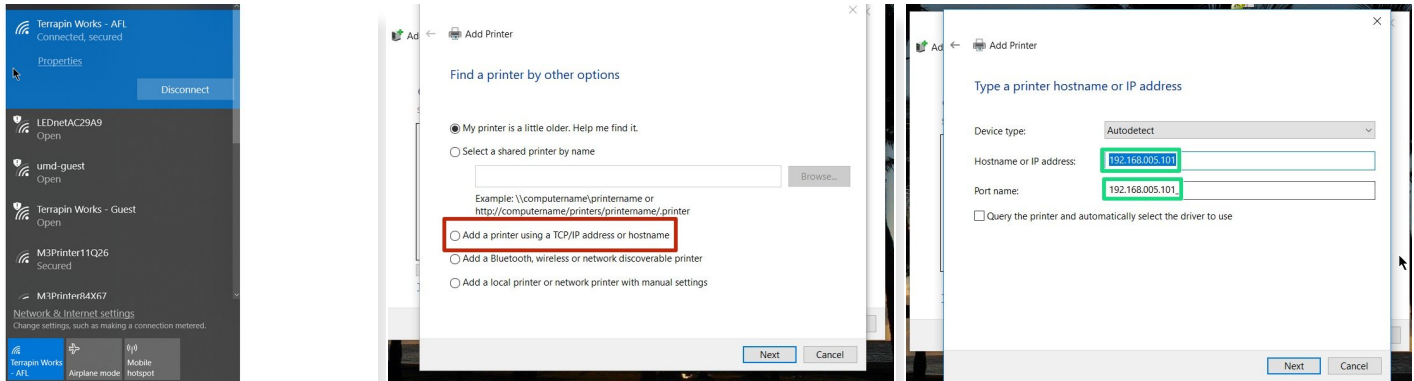 Terrapin Works - AFL
Connected, secured
Properties
Disconnect
LEDnetAC29A9
Open
umd-guest
Open
Terrapin Works - Guest
Open
M3Printer11Q26
Secured
M3Printer84X67
Network & Internet settings
Change settings, such as making a connection metered.
Terrapin Works
- AFL
Airplane mode
Mobile
hotspot
Ad
Add Printer
Find a printer by other options
My printer is a little older. Help me find it.
Select a shared printer by name
Browse...
Example: \\computername\printername or
http://computername/printers/printername/.printer
Add a printer using a TCP/IP address or hostname
Add a Bluetooth, wireless or network discoverable printer
Add a local printer or network printer with manual settings
Next
Cancel
Ad
Add Printer
Type a printer hostname or IP address
Device type:
Autodetect
Hostname or IP address:
192.168.005.101
Port name:
192.168.005.101_
Query the printer and automatically select the driver to use
Next
Cancel